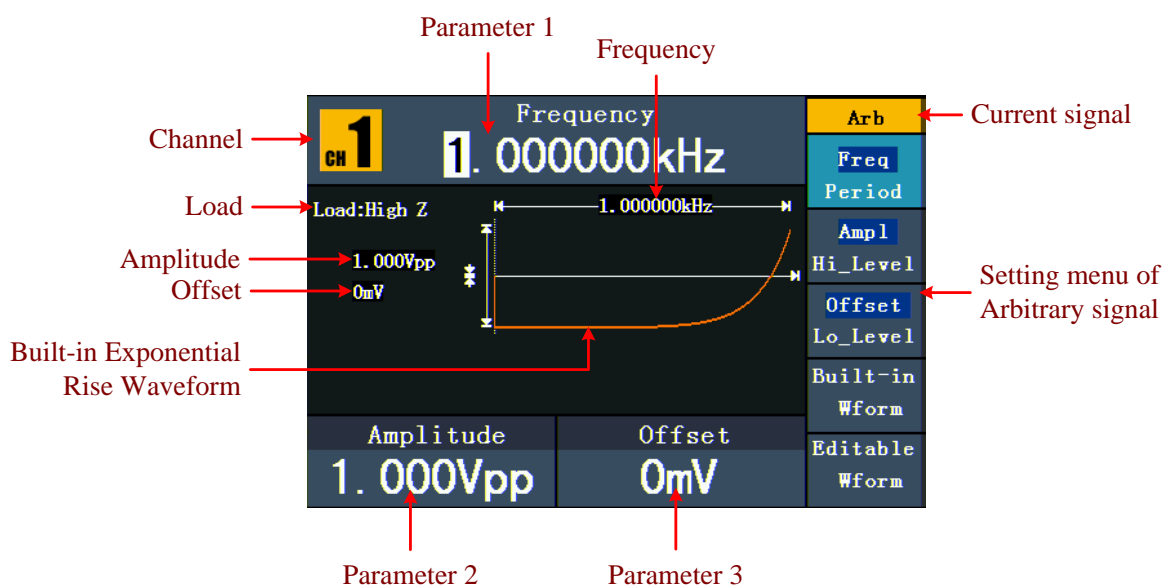 Parameter 1
Frequency
Channel
CH 1
Frequency
1.000000kHz
Arb
Current signal
Freq
Period
Load
Load:High Z
1.000000kHz
Ampl
Hi_Level
Amplitude
1.000Vpp
Offset
0mV
Offset
Lo_Level
Setting menu of
Arbitrary signal
Built-in Exponential
Rise Waveform
Built-in
Wform
Amplitude
1.000Vpp
Offset
0mV
Editable
Wform
Parameter 2
Parameter 3